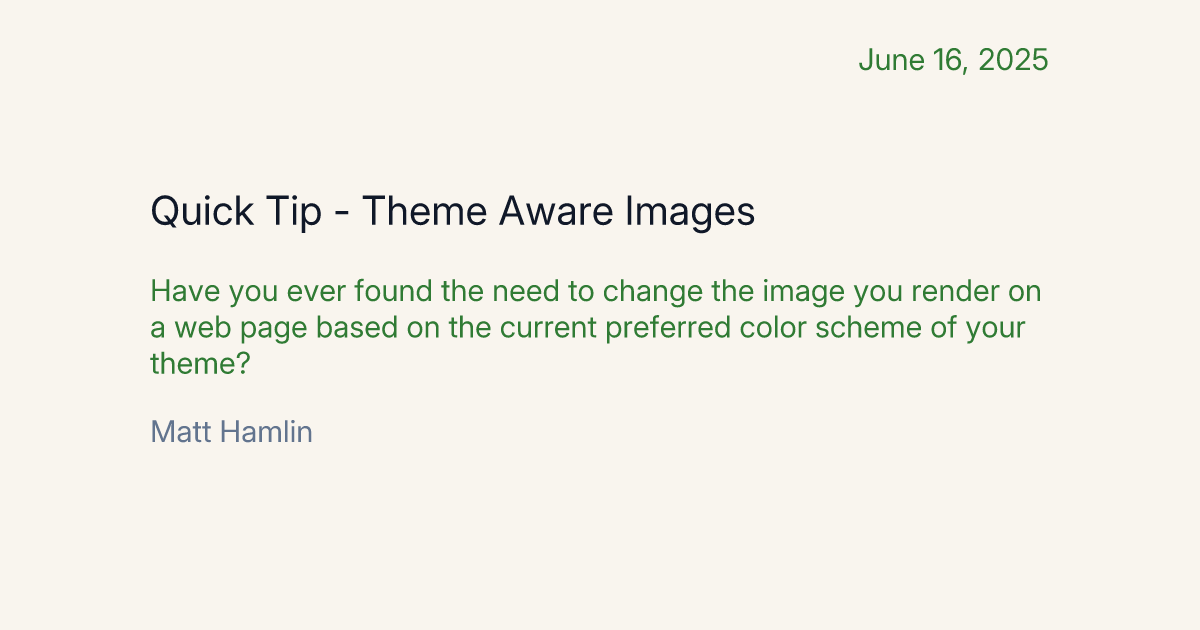 June 16, 2025
Quick Tip - Theme Aware Images
Have you ever found the need to change the image you render on
a web page based on the current preferred color scheme of your
theme?
Matt Hamlin